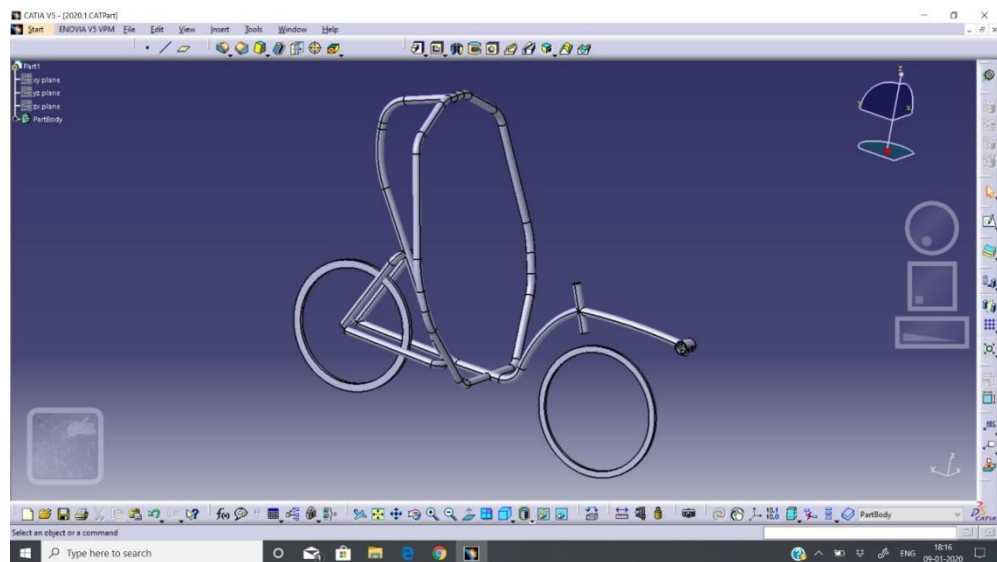 CATIA V5 - [2020.1.CATPart]
Start ENOVIA V5 VPM File Edit View Insert Tools Window Help
Part1
xy plane
yz plane
zx plane
PartBody
z
y
x
z
x
f(x)
PartBody
CATIA
Select an object or a command
Type here to search
ENG
18:16
09-01-2020